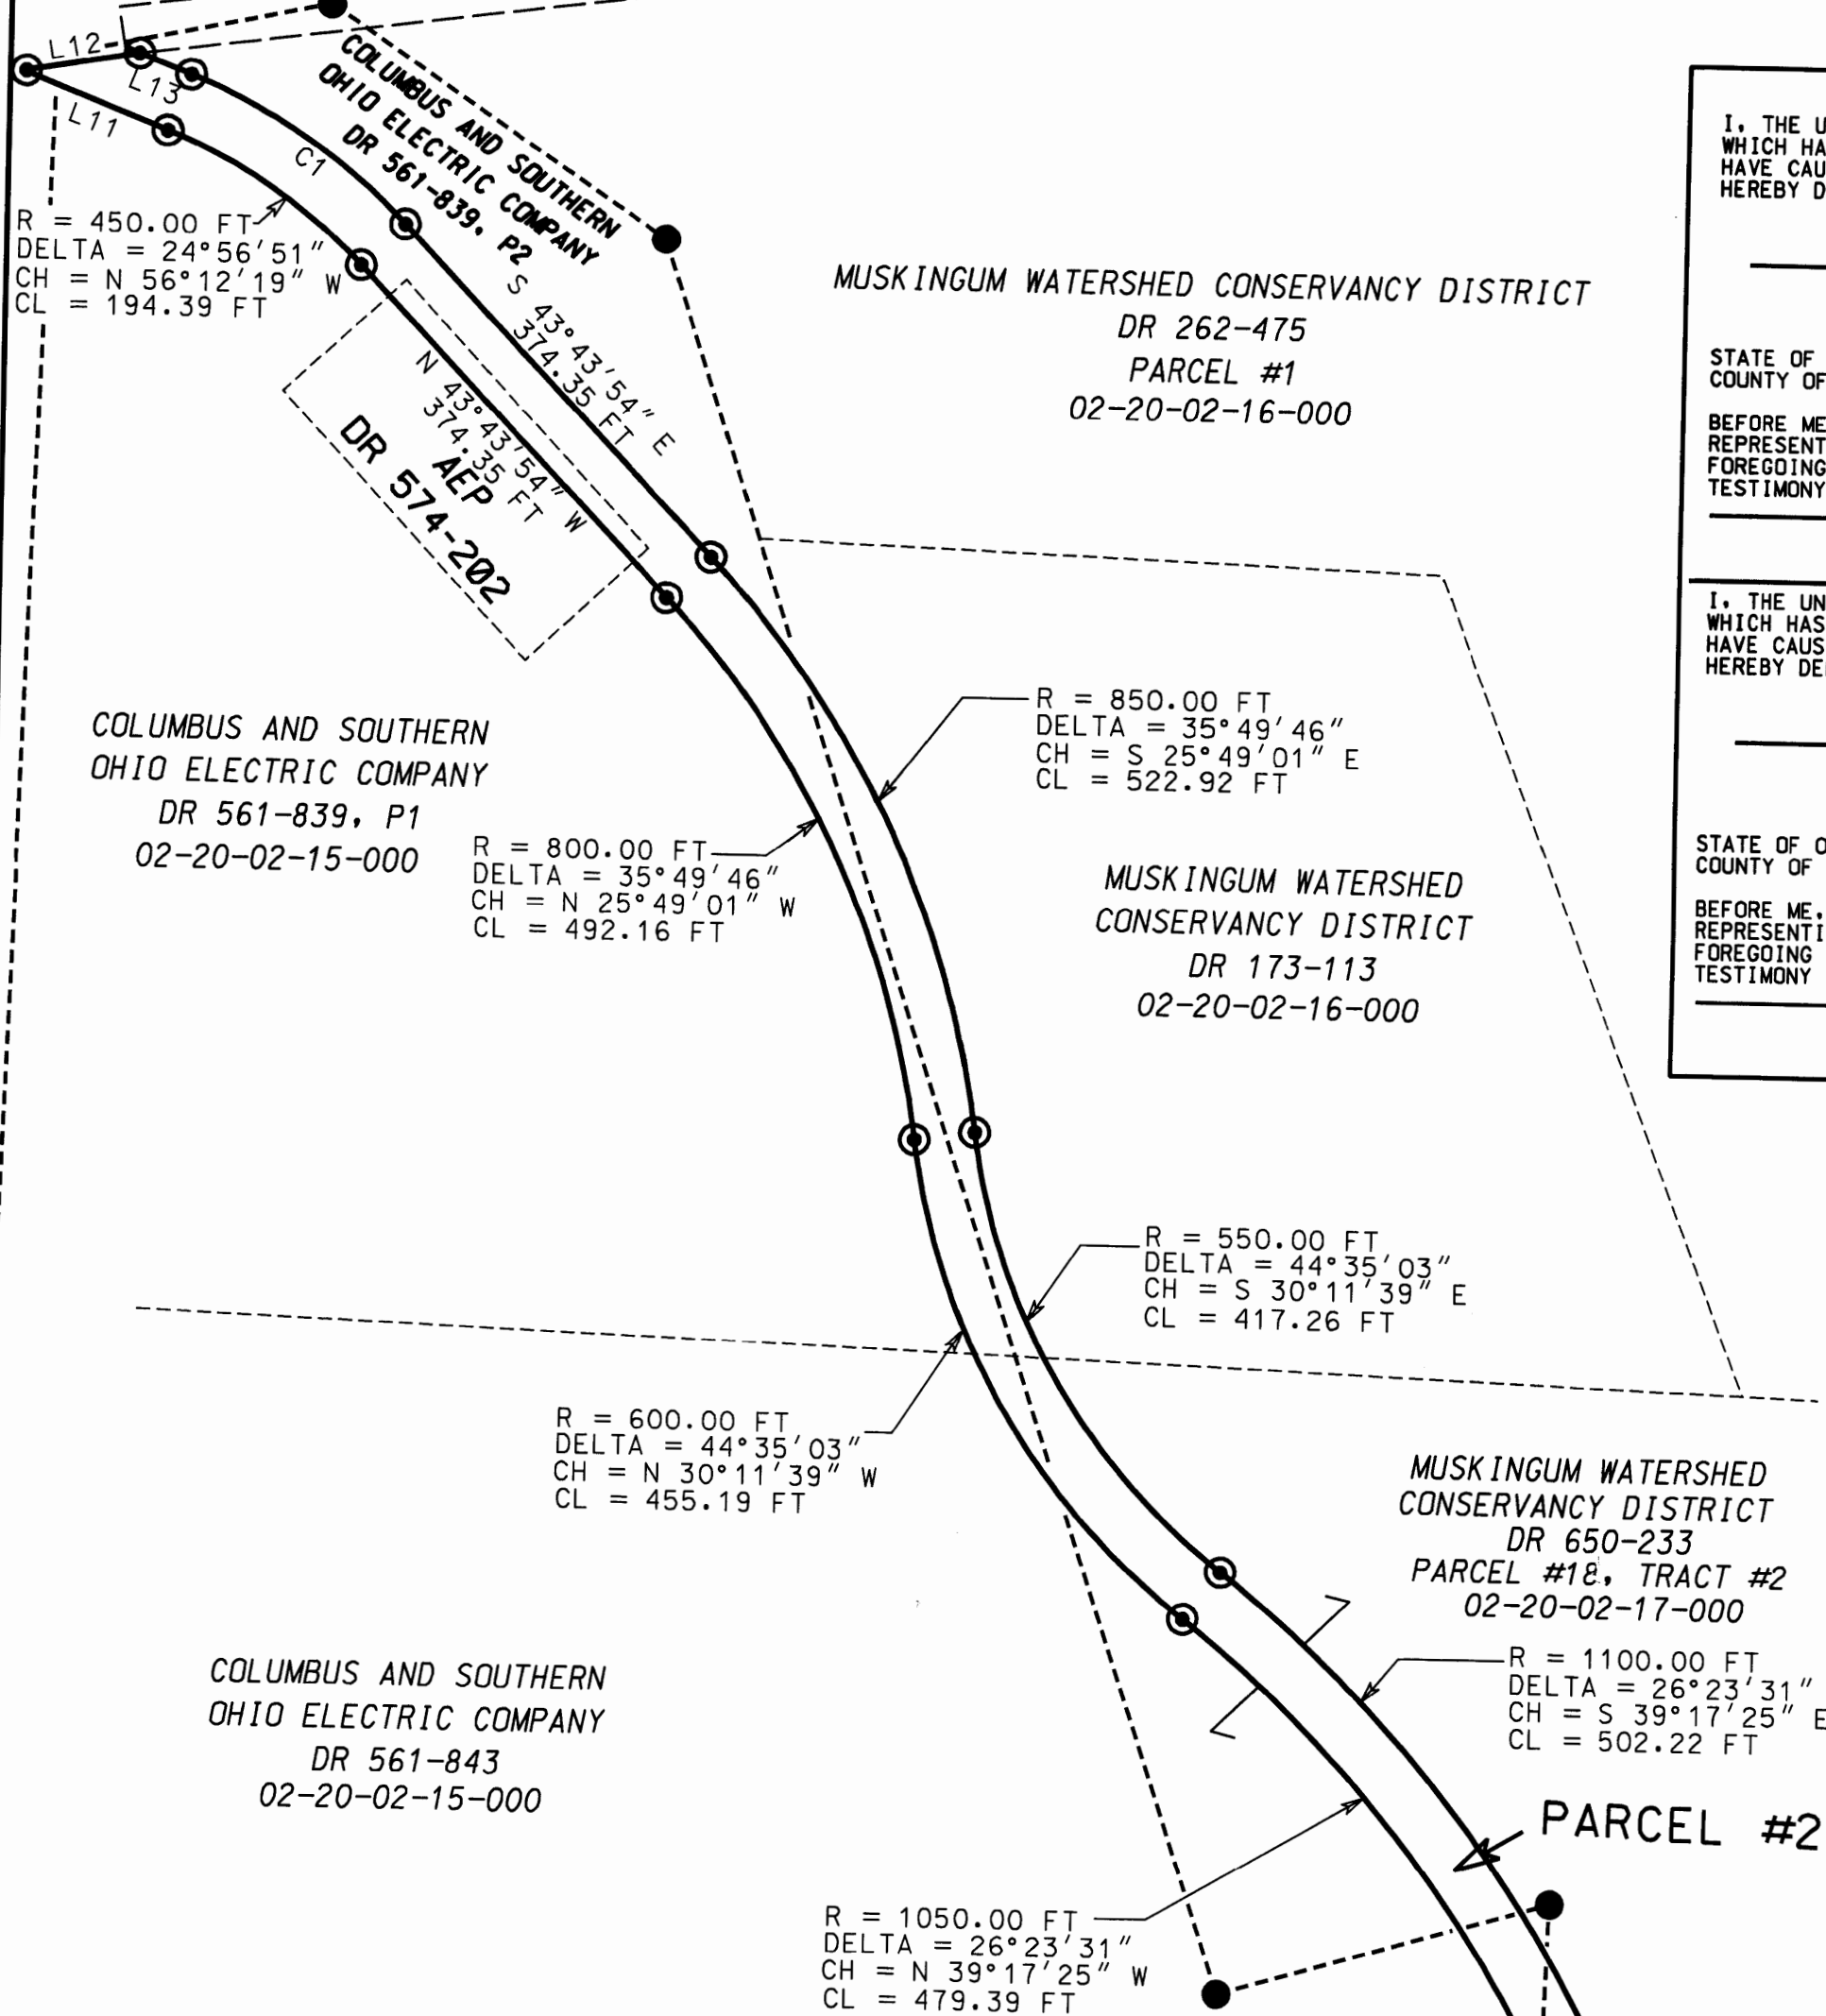 L12
L13
L11
C1
COLUMBUS AND SOUTHERN
OHIO ELECTRIC COMPANY
DR 561-839, P2
R = 450.00 FT
DELTA = 24°56'51"
CH = N 56°12'19" W
CL = 194.39 FT
S 43°43'54" E
374.35 FT
N 43°43'54" W
374.35 FT
AEP
DR 574-202
MUSKINGUM WATERSHED CONSERVANCY DISTRICT
DR 262-475
PARCEL #1
02-20-02-16-000
I, THE U
WHICH HA
HAVE CAU
HEREBY D
STATE OF
COUNTY OF
BEFORE ME
REPRESENT
FOREGOING
TESTIMONY
I, THE UN
WHICH HAS
HAVE CAUS
HEREBY DE
STATE OF O
COUNTY OF
BEFORE ME,
REPRESENTI
FOREGOING
TESTIMONY
COLUMBUS AND SOUTHERN
OHIO ELECTRIC COMPANY
DR 561-839, P1
02-20-02-15-000
R = 850.00 FT
DELTA = 35°49'46"
CH = S 25°49'01" E
CL = 522.92 FT
R = 800.00 FT
DELTA = 35°49'46"
CH = N 25°49'01" W
CL = 492.16 FT
MUSKINGUM WATERSHED
CONSERVANCY DISTRICT
DR 173-113
02-20-02-16-000
R = 550.00 FT
DELTA = 44°35'03"
CH = S 30°11'39" E
CL = 417.26 FT
R = 600.00 FT
DELTA = 44°35'03"
CH = N 30°11'39" W
CL = 455.19 FT
MUSKINGUM WATERSHED
CONSERVANCY DISTRICT
DR 650-233
PARCEL #18, TRACT #2
02-20-02-17-000
R = 1100.00 FT
DELTA = 26°23'31"
CH = S 39°17'25" E
CL = 502.22 FT
COLUMBUS AND SOUTHERN
OHIO ELECTRIC COMPANY
DR 561-843
02-20-02-15-000
PARCEL #2
R = 1050.00 FT
DELTA = 26°23'31"
CH = N 39°17'25" W
CL = 479.39 FT